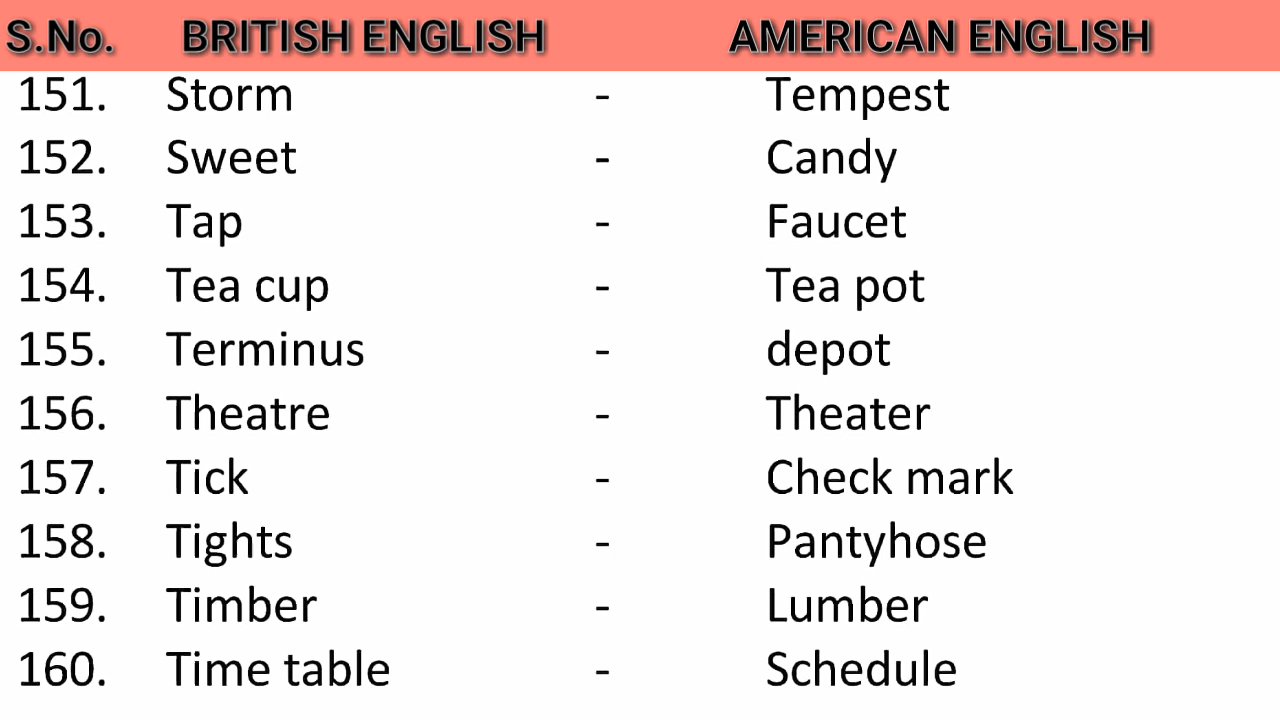 S.No. BRITISH ENGLISH AMERICAN ENGLISH
151. Storm - Tempest
152. Sweet - Candy
153. Tap - Faucet
154. Tea cup - Tea pot
155. Terminus - depot
156. Theatre - Theater
157. Tick - Check mark
158. Tights - Pantyhose
159. Timber - Lumber
160. Time table - Schedule